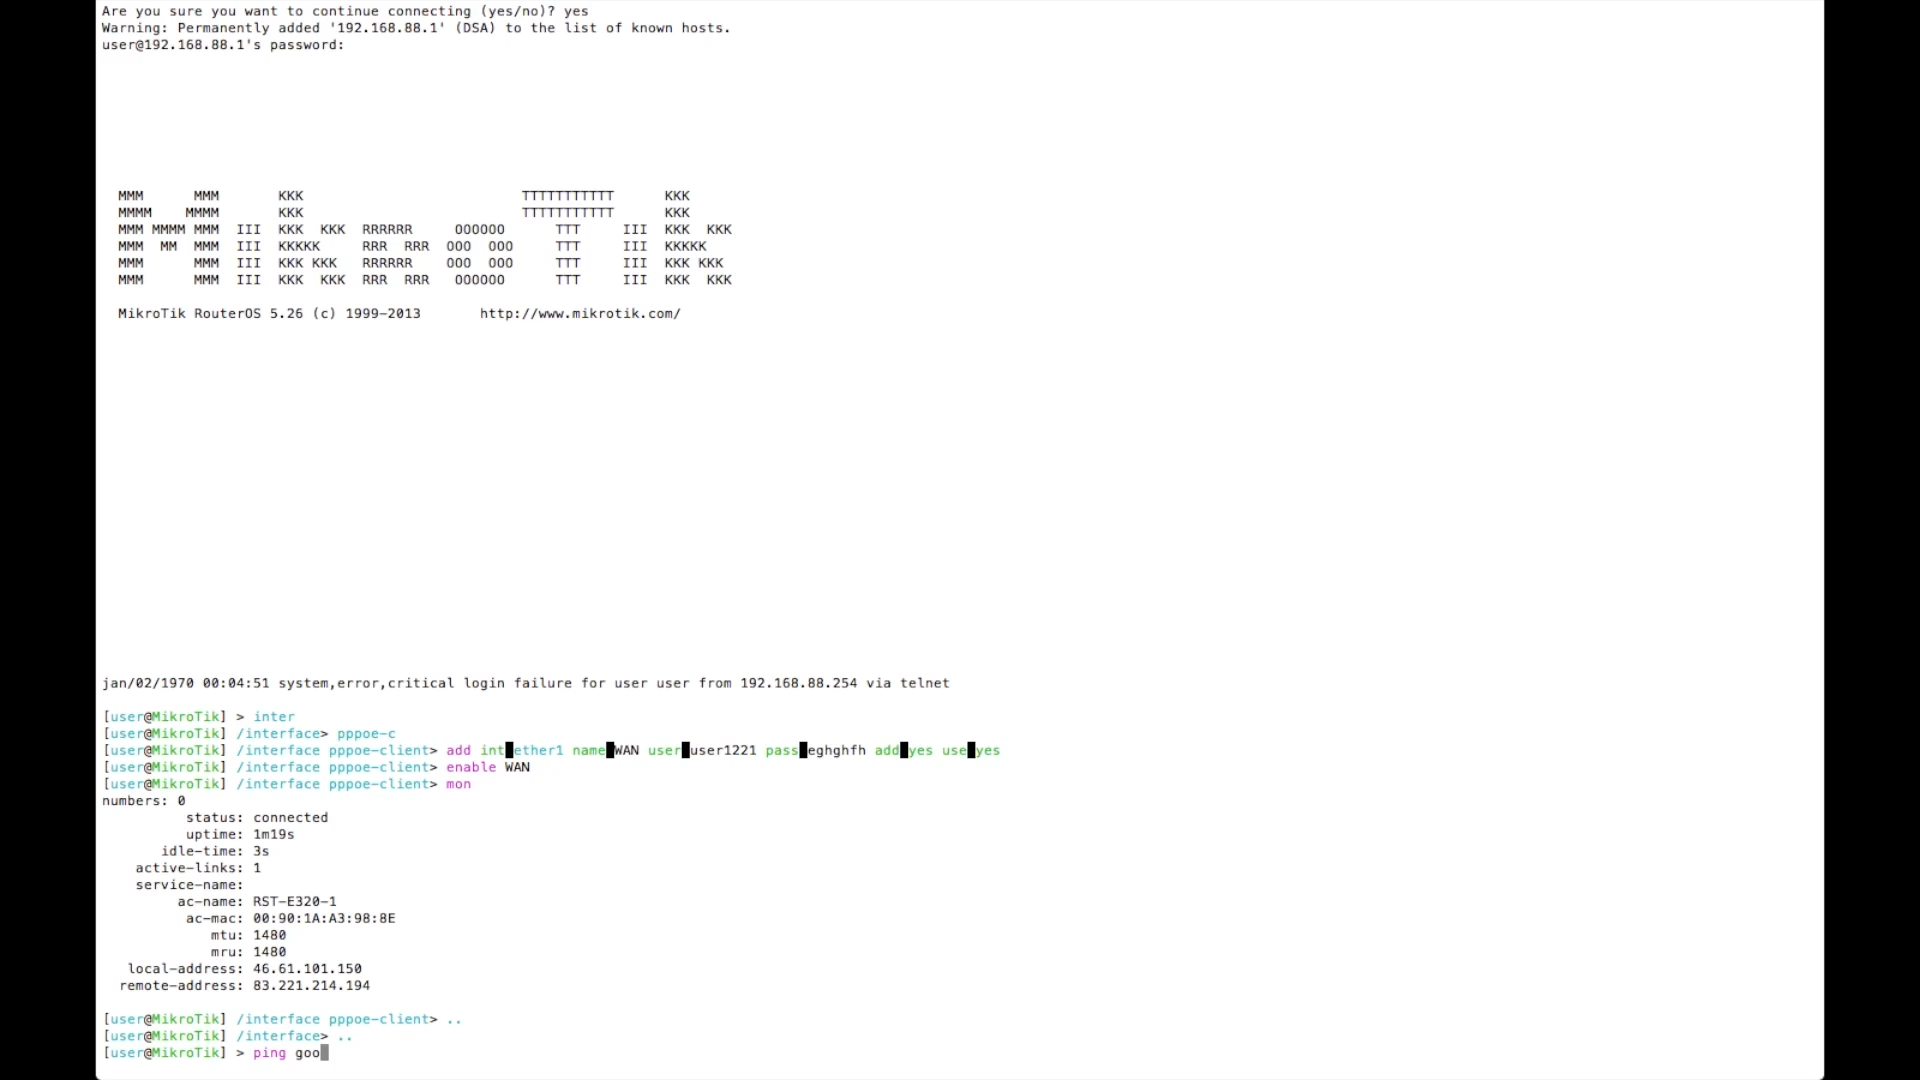 Are you sure you want to continue connecting (yes/no)? yes
Warning: Permanently added '192.168.88.1' (DSA) to the list of known hosts.
user@192.168.88.1's password:
MMM      MMM       KKK                          TTTTTTTTTTT      KKK
MMMM    MMMM       KKK                          TTTTTTTTTTT      KKK
MMM MMMM MMM  III  KKK  KKK  RRRRRR     OOOOOO      TTT     III  KKK  KKK
MMM  MM  MMM  III  KKKKK     RRR  RRR  OOO  OOO     TTT     III  KKKKK
MMM      MMM  III  KKK KKK   RRRRRR    OOO  OOO     TTT     III  KKK KKK
MMM      MMM  III  KKK  KKK  RRR  RRR   OOOOOO      TTT     III  KKK  KKK
MikroTik RouterOS 5.26 (c) 1999-2013       http://www.mikrotik.com/
jan/02/1970 00:04:51 system,error,critical login failure for user user from 192.168.88.254 via telnet
[user@MikroTik] > inter
[user@MikroTik] /interface> pppoe-c
[user@MikroTik] /interface pppoe-client> add int ether1 name WAN user user1221 pass eghghfh add yes use yes
[user@MikroTik] /interface pppoe-client> enable WAN
[user@MikroTik] /interface pppoe-client> mon
numbers: 0
status: connected
uptime: 1m19s
idle-time: 3s
active-links: 1
service-name:
ac-name: RST-E320-1
ac-mac: 00:90:1A:A3:98:8E
mtu: 1480
mru: 1480
local-address: 46.61.101.150
remote-address: 83.221.214.194
[user@MikroTik] /interface pppoe-client> ..
[user@MikroTik] /interface> ..
[user@MikroTik] > ping goo